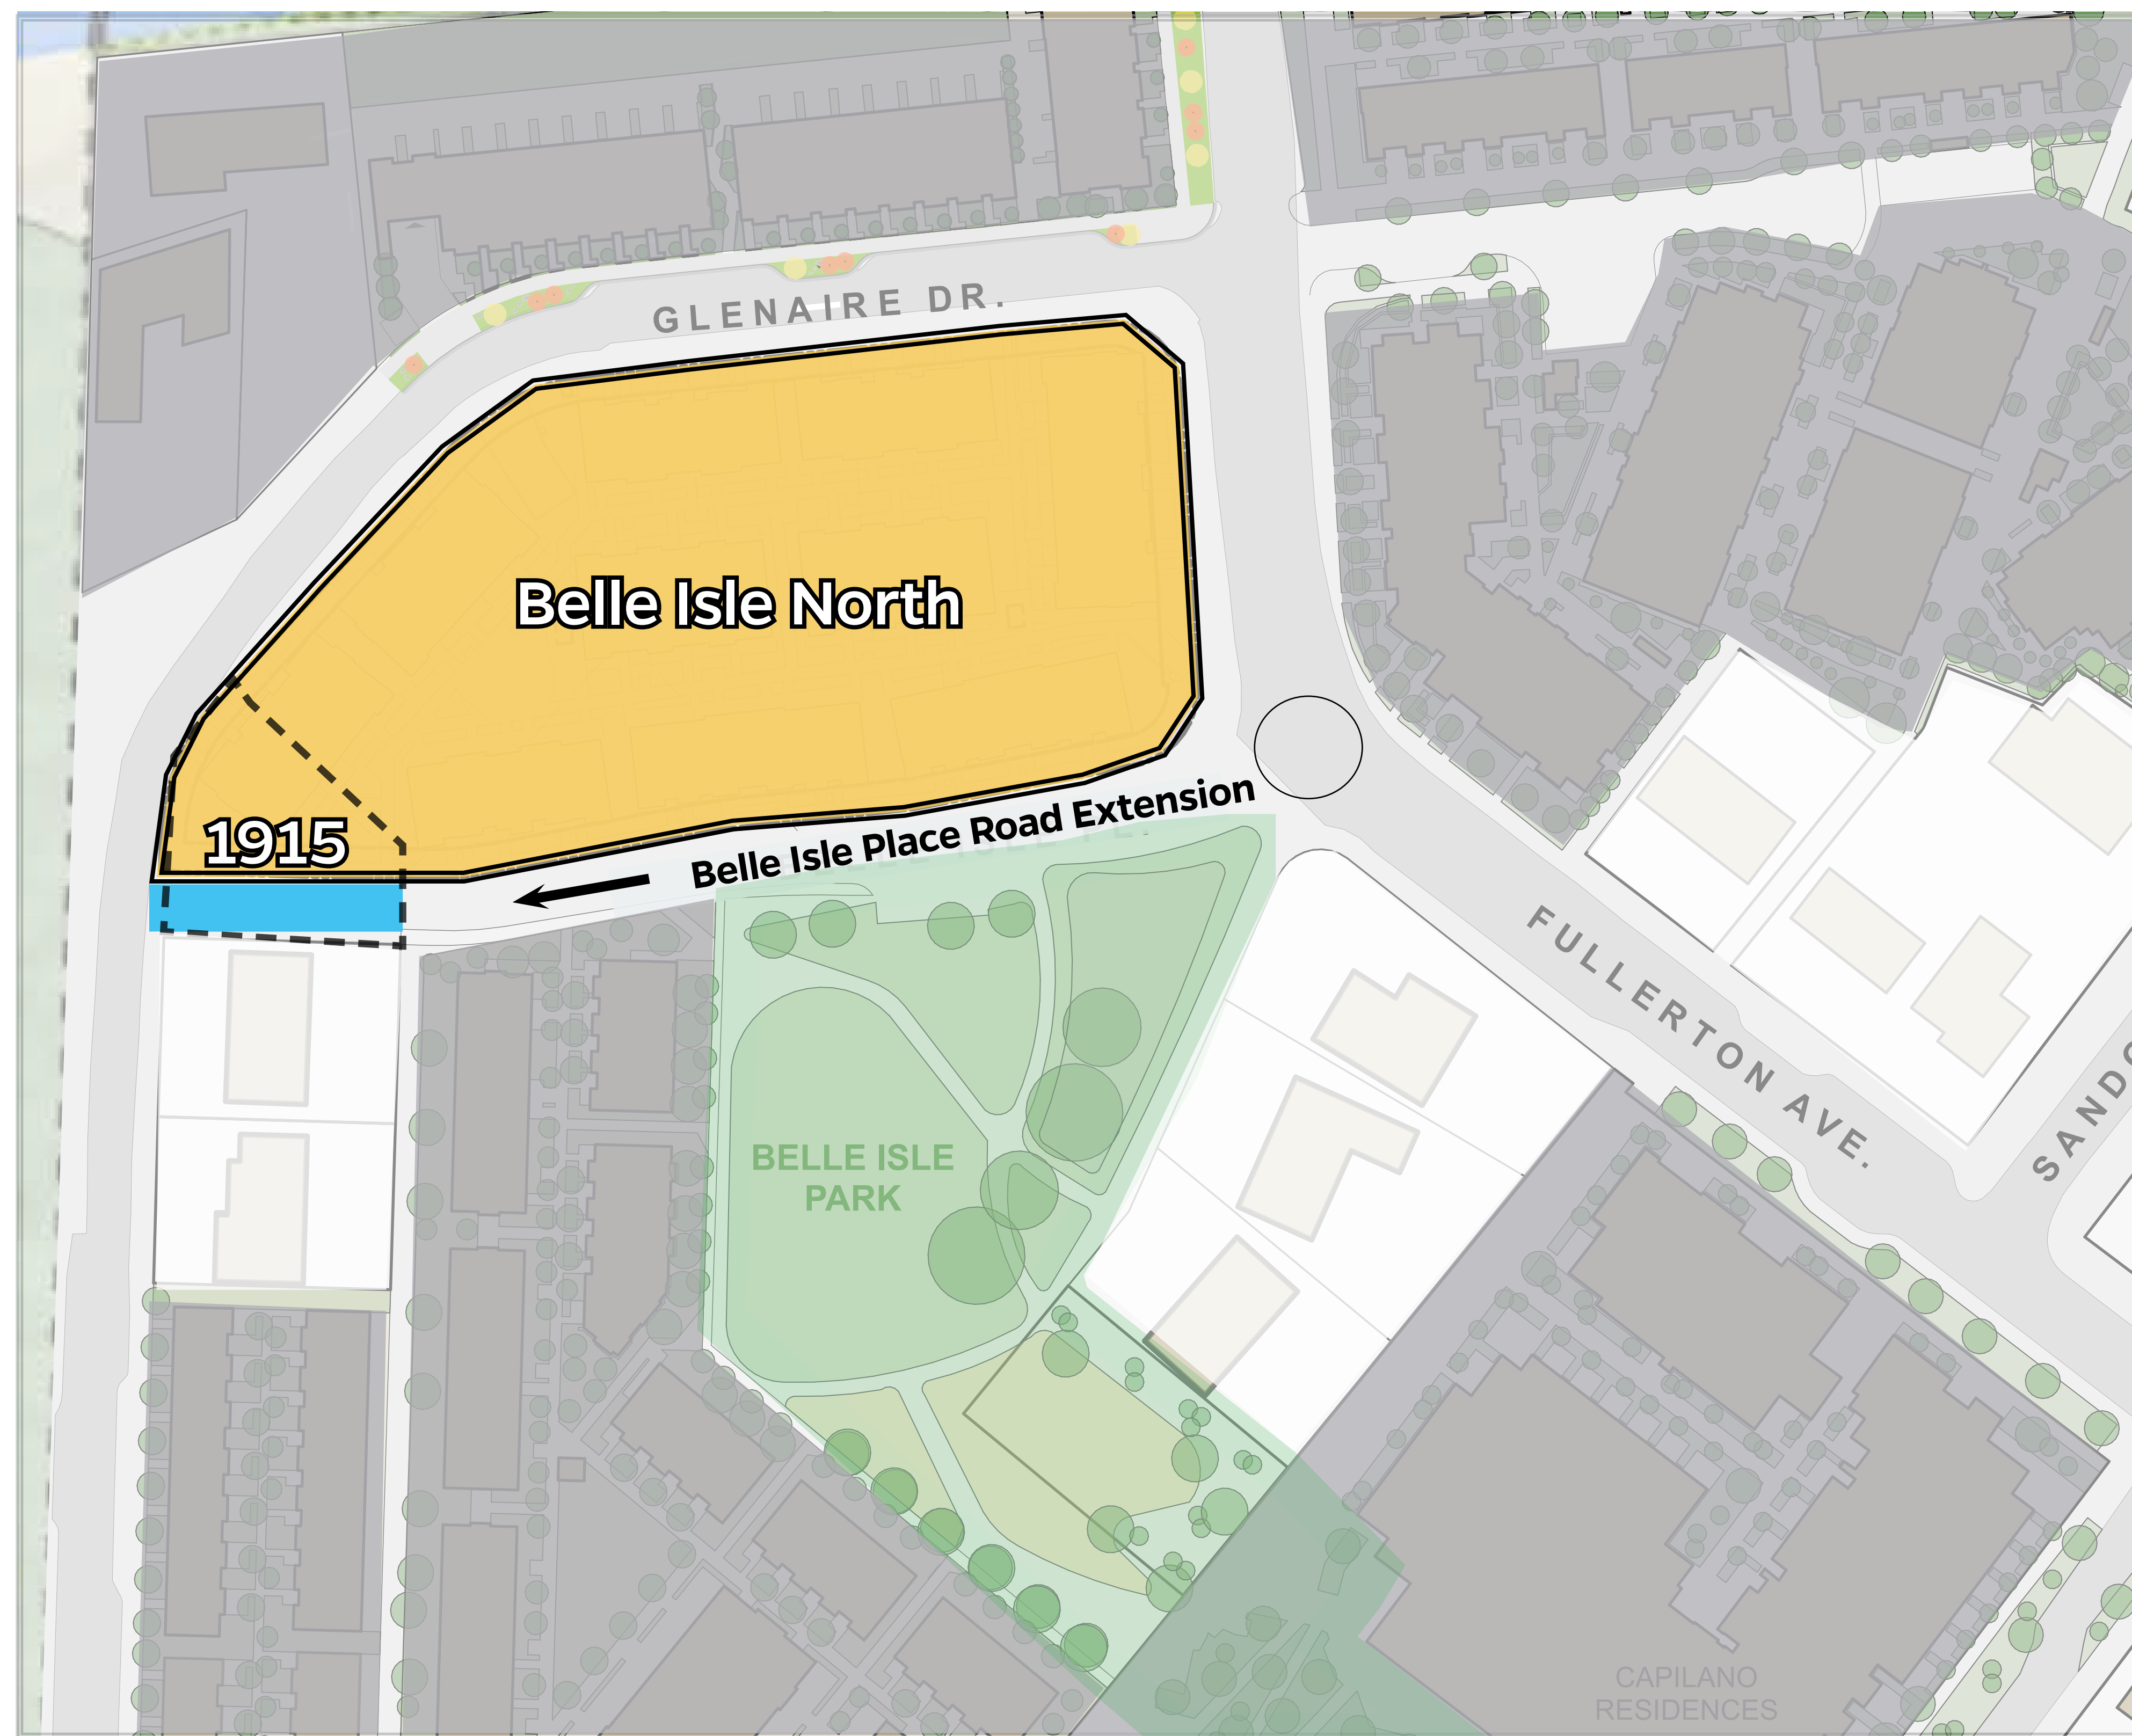 GLENAIRE DR.
Belle Isle North
1915
Belle Isle Place Road Extension
FULLERTON AVE.
BELLE ISLE
PARK
CAPILANO
RESIDENCES